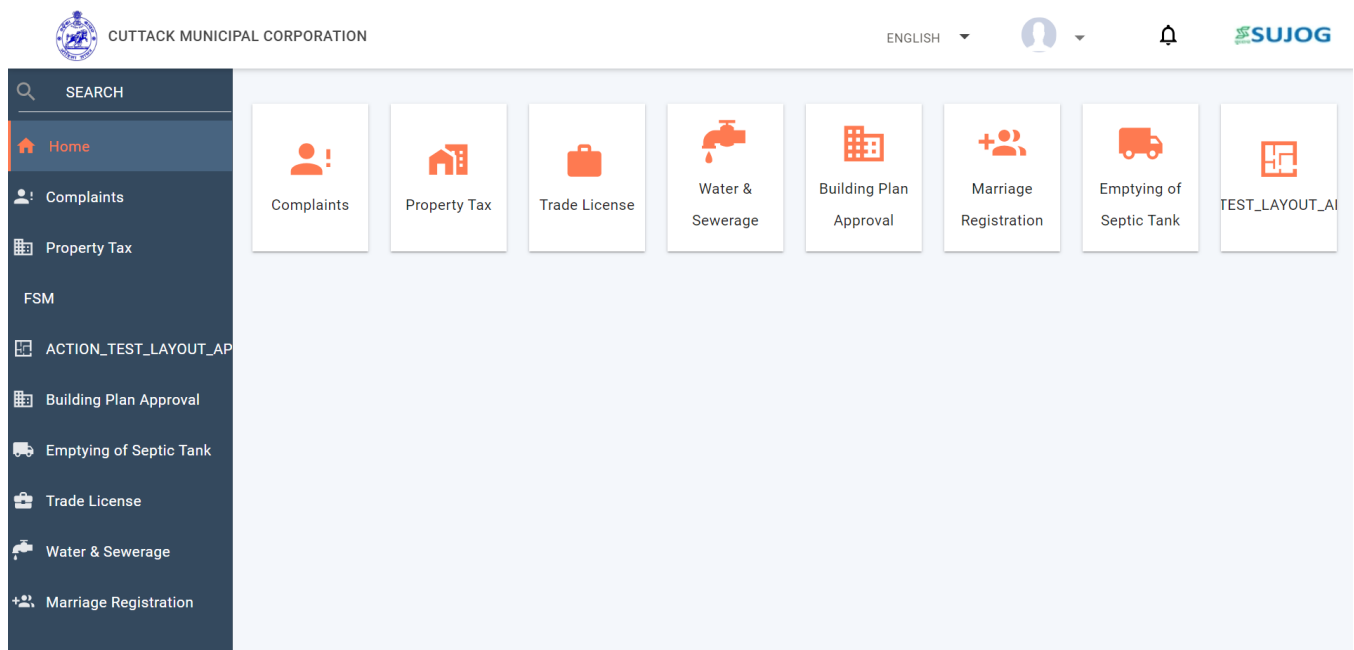 CUTTACK MUNICIPAL CORPORATION
ENGLISH
SUJOG
SEARCH
Home
Complaints
Property Tax
FSM
ACTION_TEST_LAYOUT_AP
Building Plan Approval
Emptying of Septic Tank
Trade License
Water & Sewerage
Marriage Registration
Complaints
Property Tax
Trade License
Water &
Sewerage
Building Plan
Approval
Marriage
Registration
Emptying of
Septic Tank
TEST_LAYOUT_A